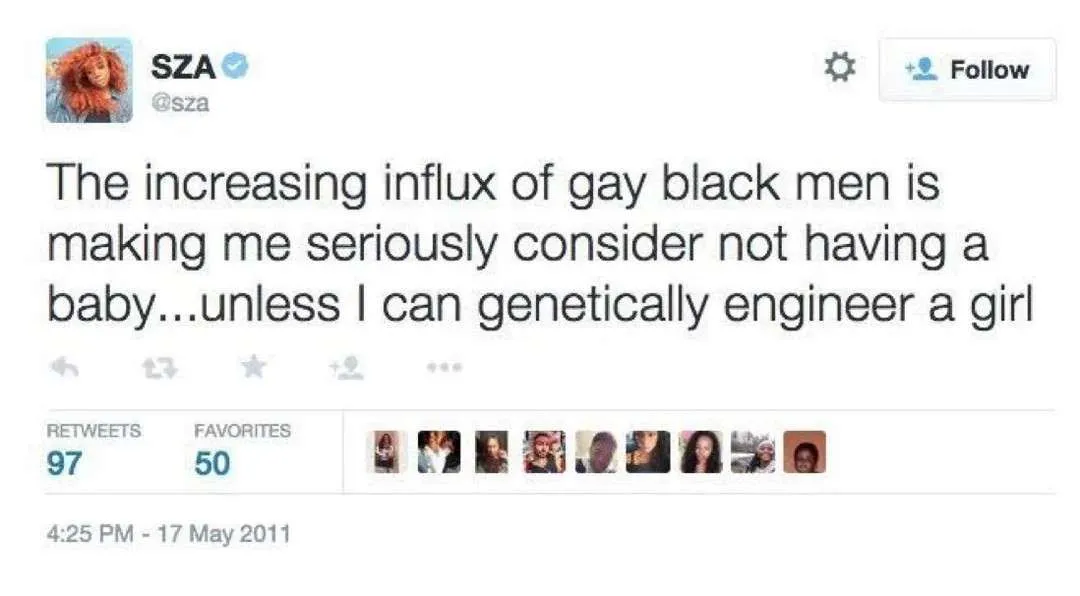 SZA
@sza
Follow
The increasing influx of gay black men is
making me seriously consider not having a
baby...unless I can genetically engineer a girl
RETWEETS FAVORITES
97 50
4:25 PM - 17 May 2011